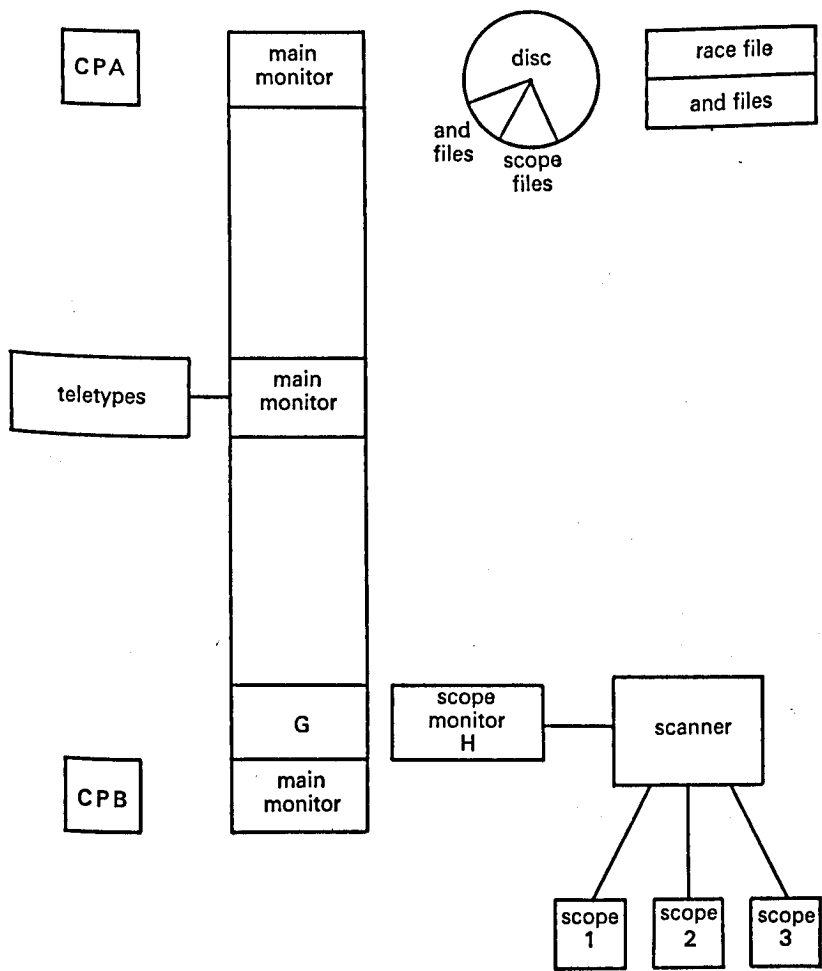 CPA
main
monitor
disc
race file
and files
and
files
scope
files
teletypes
main
monitor
G
scope
monitor
H
scanner
CPB
main
monitor
scope
1
scope
2
scope
3